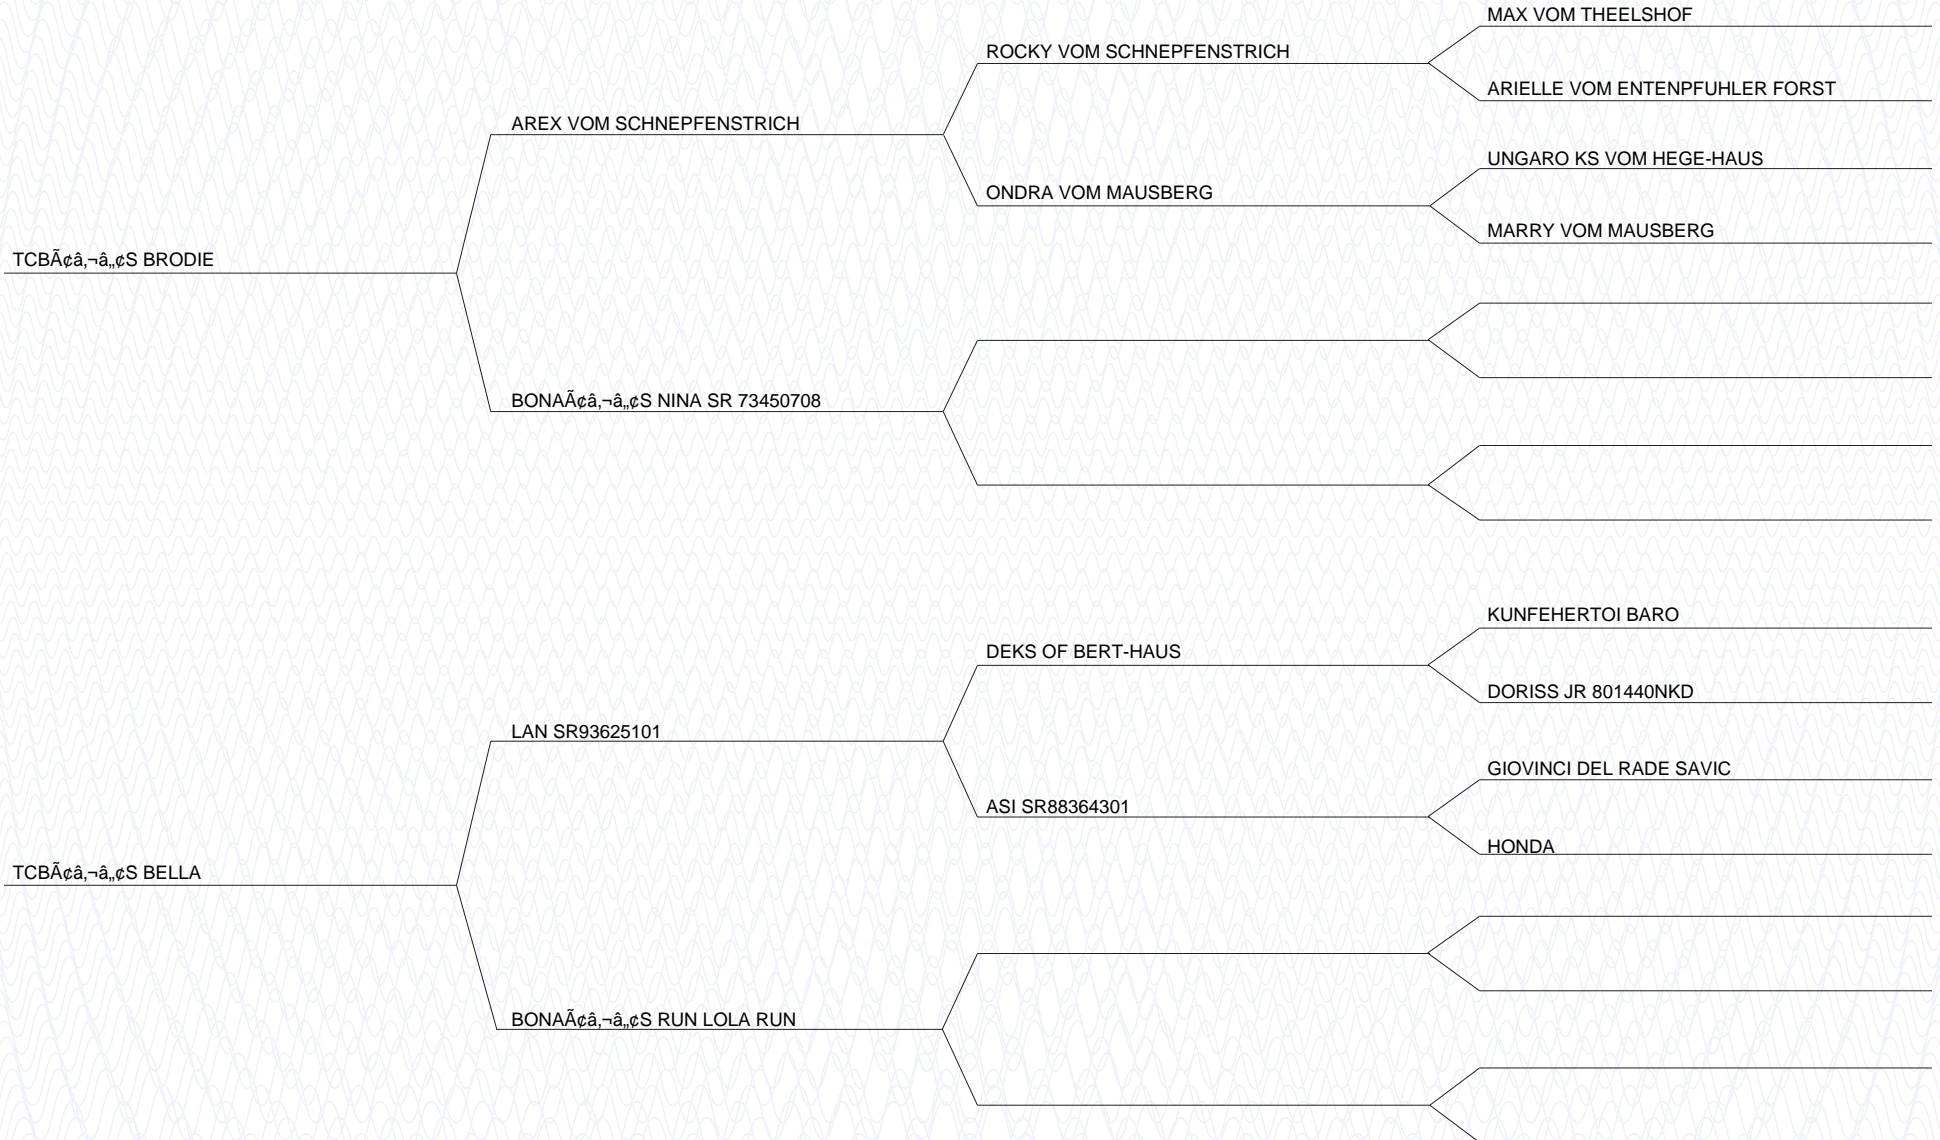 MAX VOM THEELSHOF
ROCKY VOM SCHNEPFENSTRICH
ARIELLE VOM ENTENPFUHLER FORST
AREX VOM SCHNEPFENSTRICH
UNGARO KS VOM HEGE-HAUS
ONDRA VOM MAUSBERG
MARRY VOM MAUSBERG
TCBÃ¢â‚¬â„¢S BRODIE
BONAÃ¢â‚¬â„¢S NINA SR 73450708
KUNFEHERTOI BARO
DEKS OF BERT-HAUS
DORISS JR 801440NKD
LAN SR93625101
GIOVINCI DEL RADE SAVIC
ASI SR88364301
HONDA
TCBÃ¢â‚¬â„¢S BELLA
BONAÃ¢â‚¬â„¢S RUN LOLA RUN